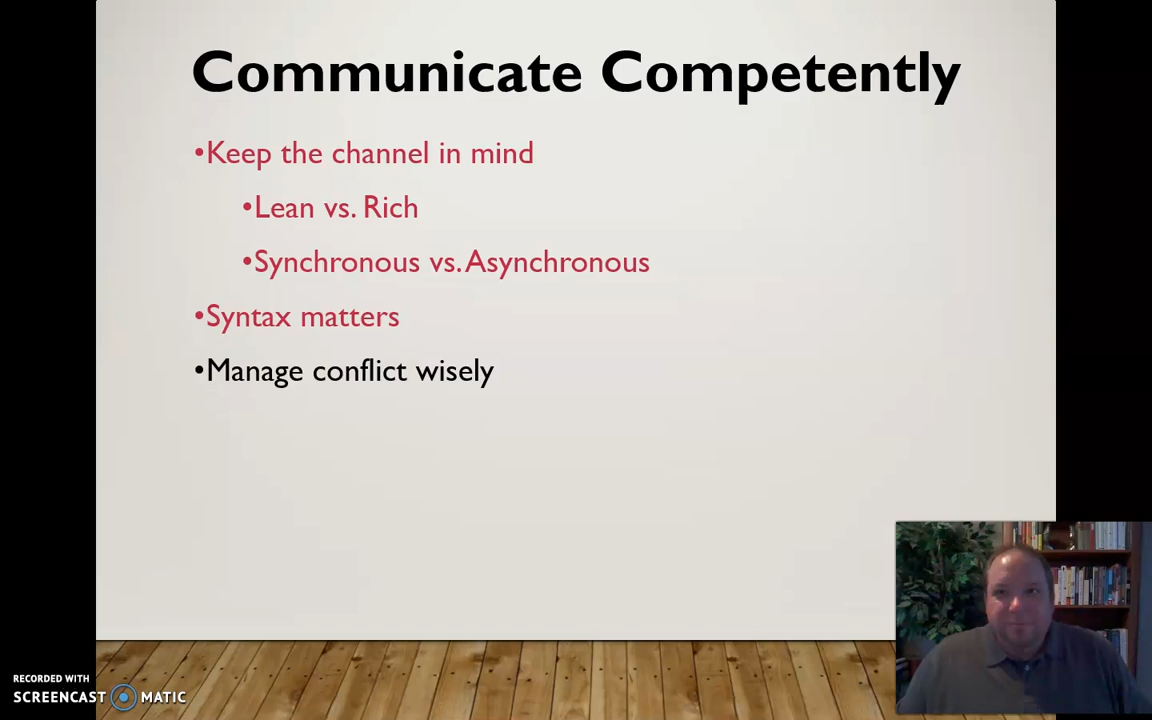 Communicate Competently
•Keep the channel in mind
•Lean vs. Rich
•Synchronous vs. Asynchronous
•Syntax matters
•Manage conflict wisely
RECORDED WITH
SCREENCAST MATIC